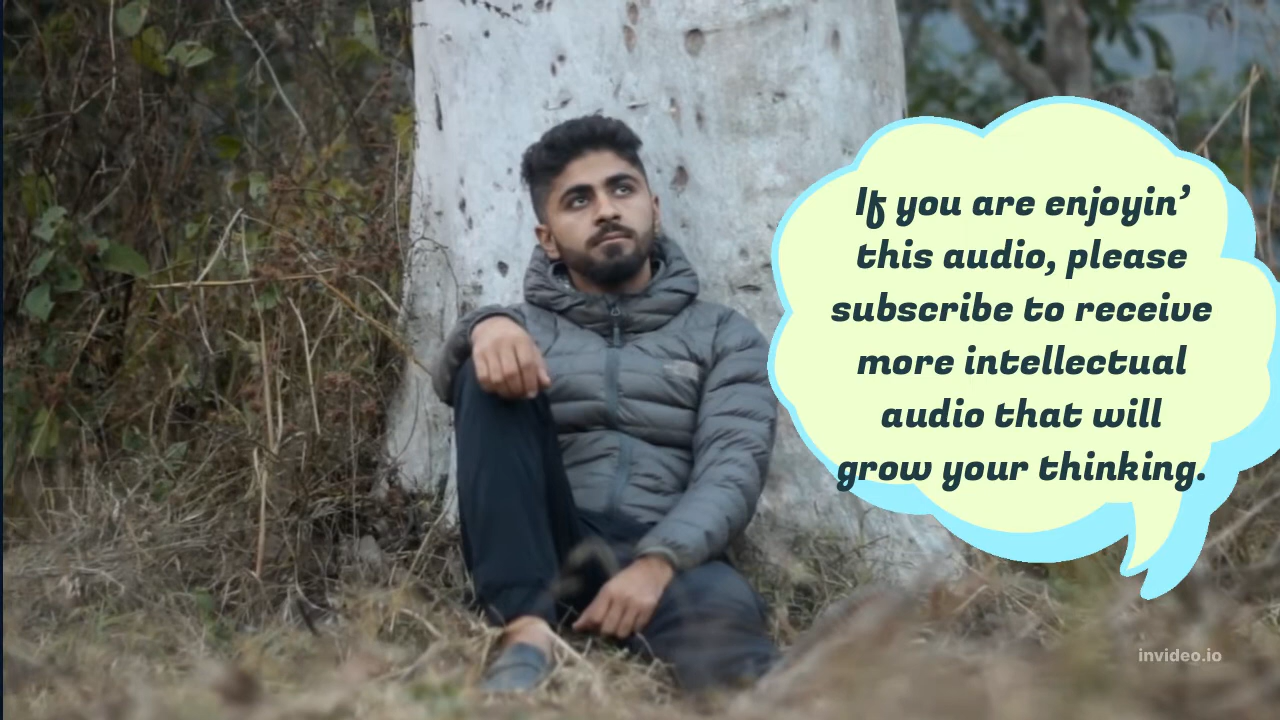 If you are enjoyin’
this audio, please
subscribe to receive
more intellectual
audio that will
grow your thinking.
invideo.io